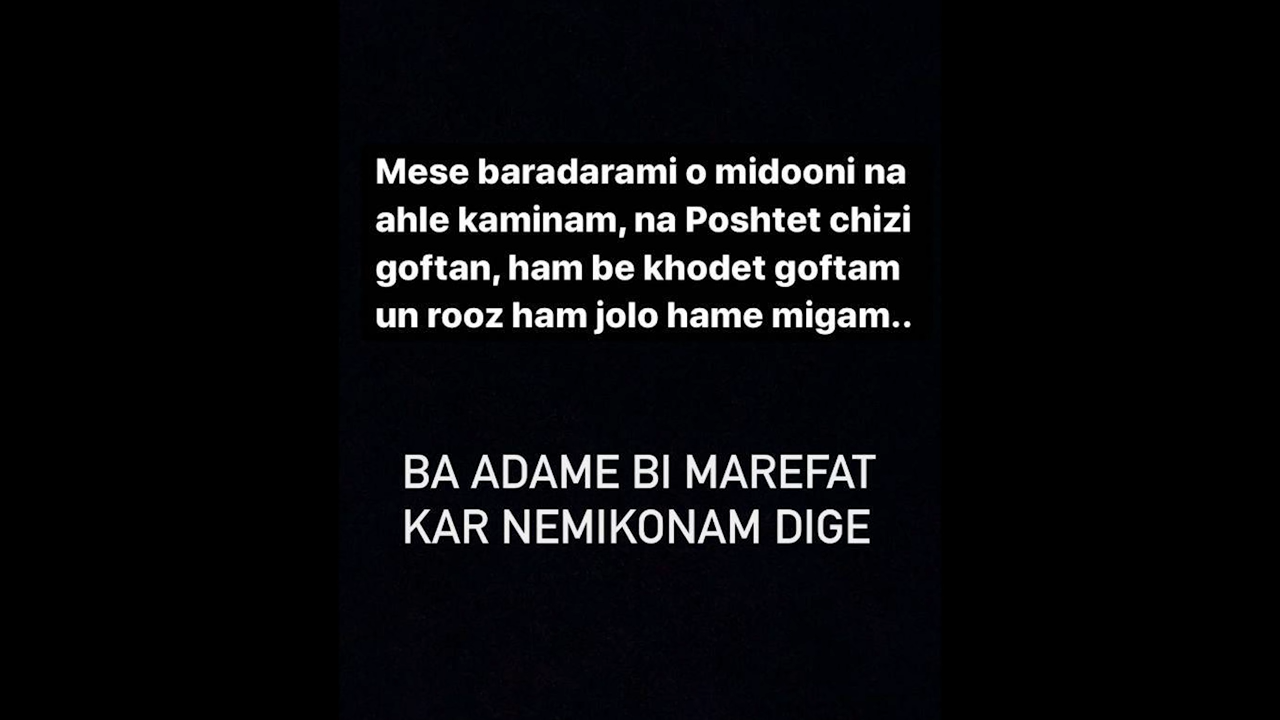 Mese baradarami o midooni na
ahle kaminam, na Poshtet chizi
goftan, ham be khodet goftam
un rooz ham jolo hame migam..
BA ADAME BI MAREFAT
KAR NEMIKONAM DIGE